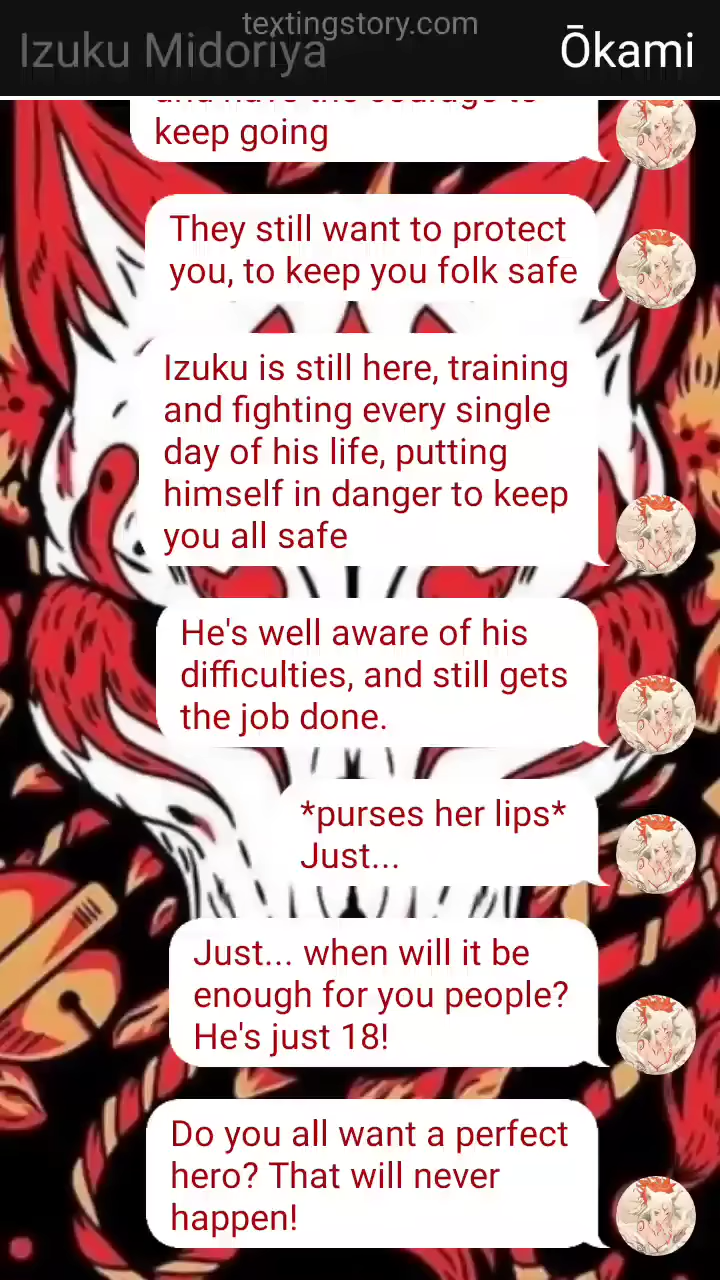 textingstory.com
Izuku Midoriya
Ōkami
keep going
They still want to protect
you, to keep you folk safe
Izuku is still here, training
and fighting every single
day of his life, putting
himself in danger to keep
you all safe
He's well aware of his
difficulties, and still gets
the job done.
*purses her lips*
Just...
Just... when will it be
enough for you people?
He's just 18!
Do you all want a perfect
hero? That will never
happen!